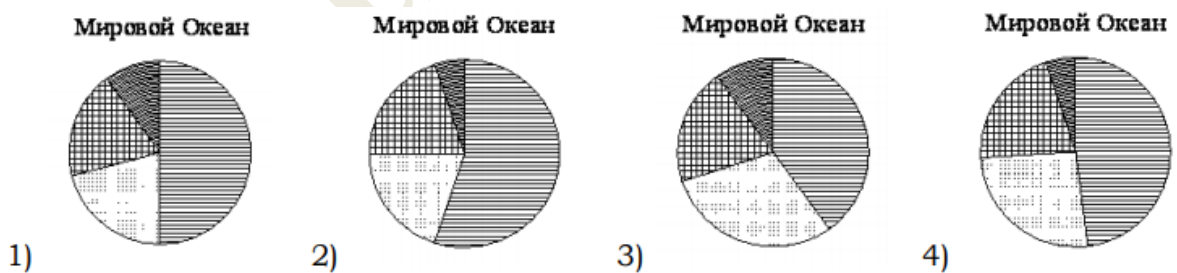 Мировой Океан Мировой Океан Мировой Океан Мировой Океан
1) 2) 3) 4)